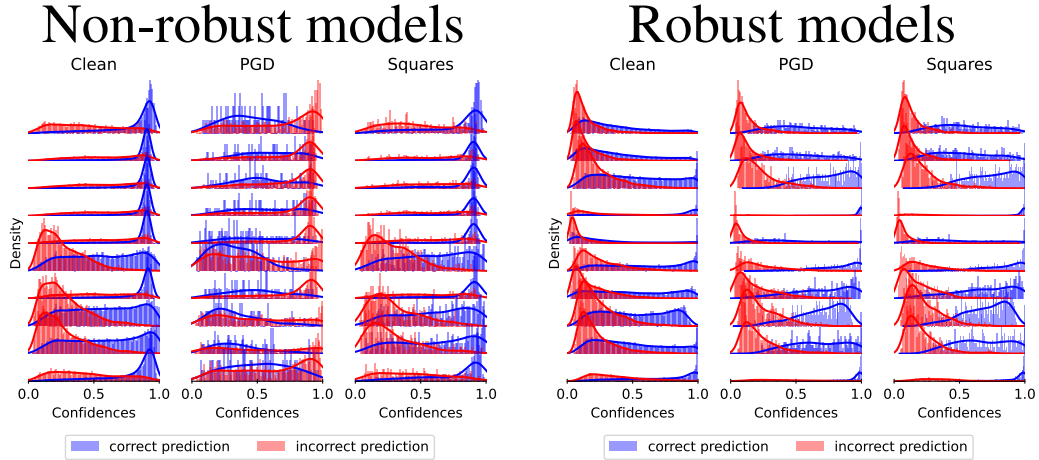 Non-robust models
Robust models
Clean
PGD
Squares
Clean
PGD
Squares
Density
Density
0.0 0.5 1.0 0.0 0.5 1.0 0.0 0.5 1.0
0.0 0.5 1.0 0.0 0.5 1.0 0.0 0.5 1.0
Confidences
Confidences
Confidences
Confidences
Confidences
Confidences
correct prediction
incorrect prediction
correct prediction
incorrect prediction